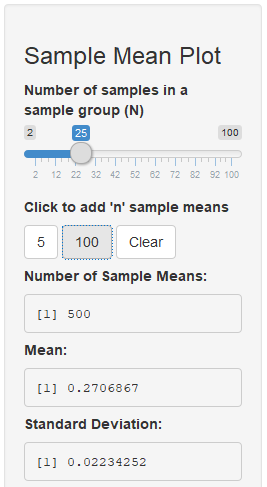 Sample Mean Plot
Number of samples in a
sample group (N)
2 25 100
2 12 22 32 42 52 62 72 82 92 100
Click to add 'n' sample means
5 100 Clear
Number of Sample Means:
[1] 500
Mean:
[1] 0.2706867
Standard Deviation:
[1] 0.02234252